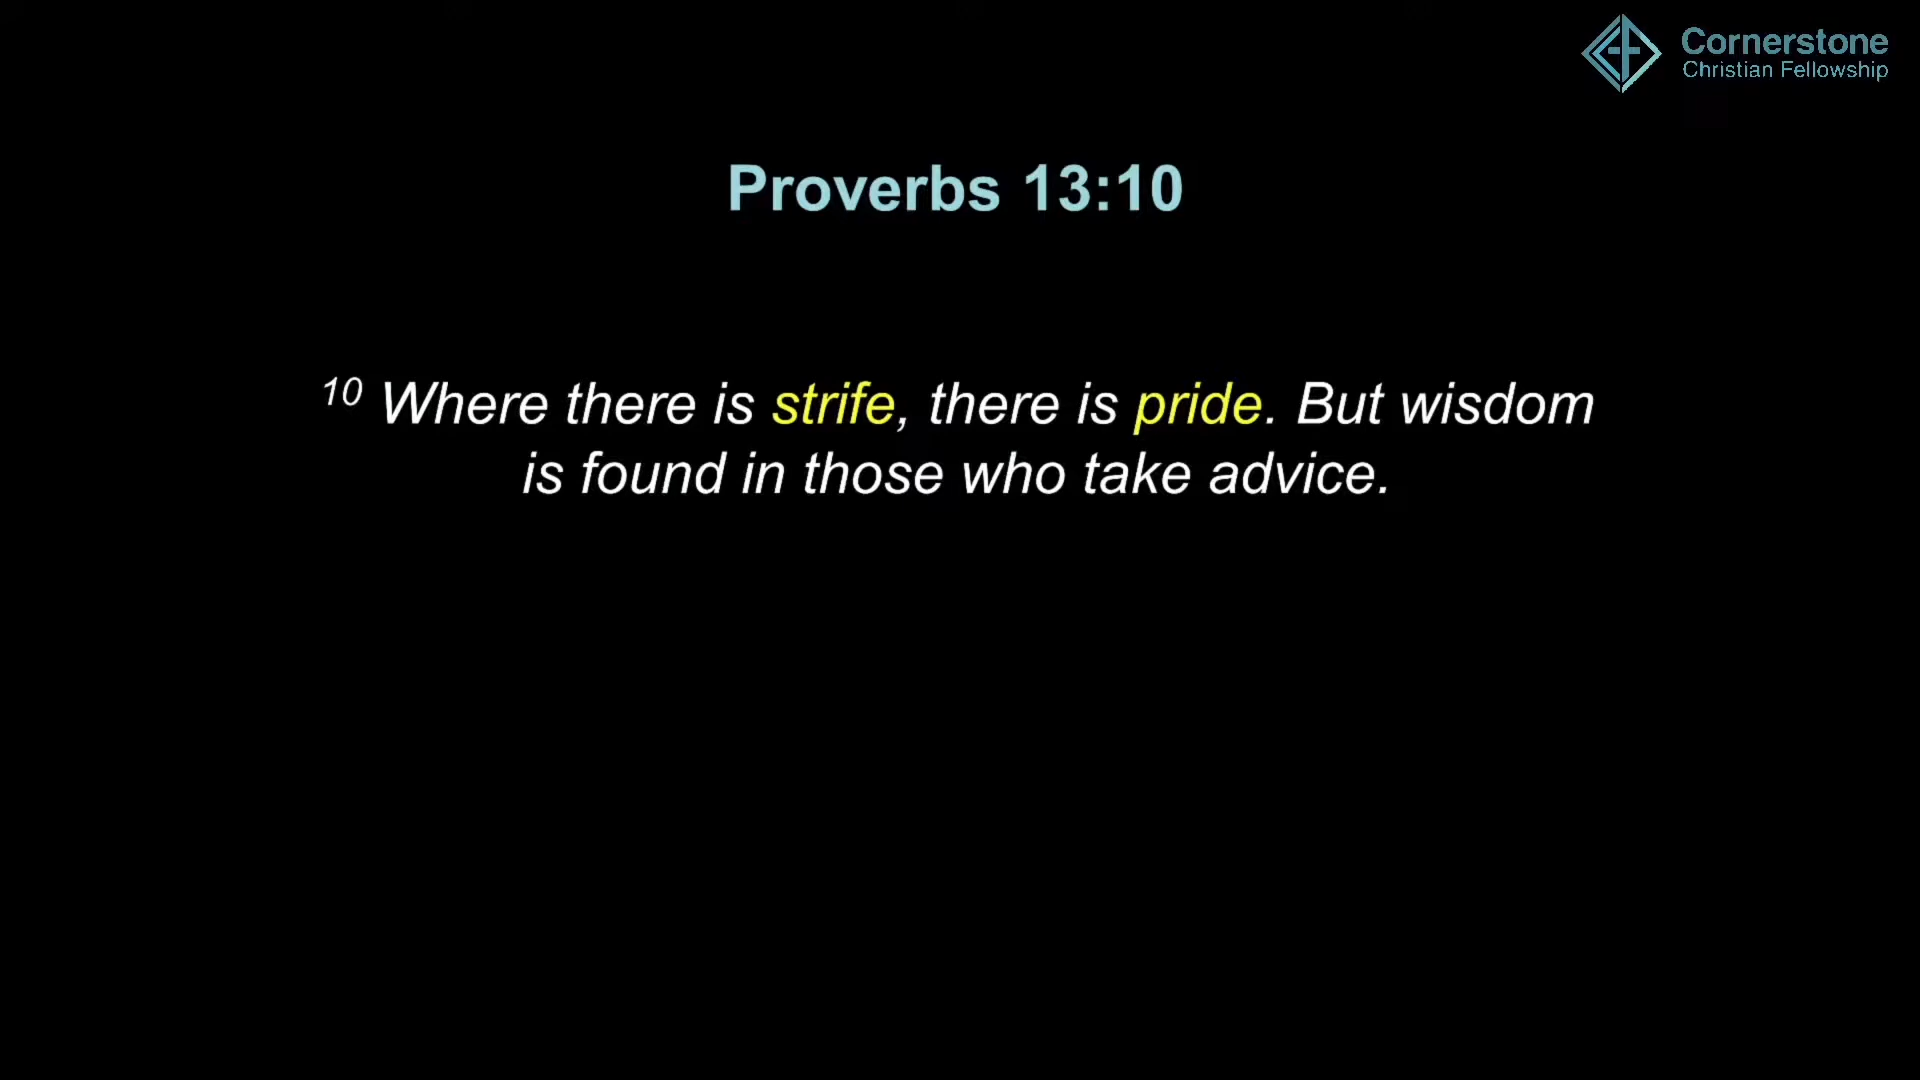 Cornerstone
Christian Fellowship
Proverbs 13:10
10 Where there is strife, there is pride. But wisdom
is found in those who take advice.